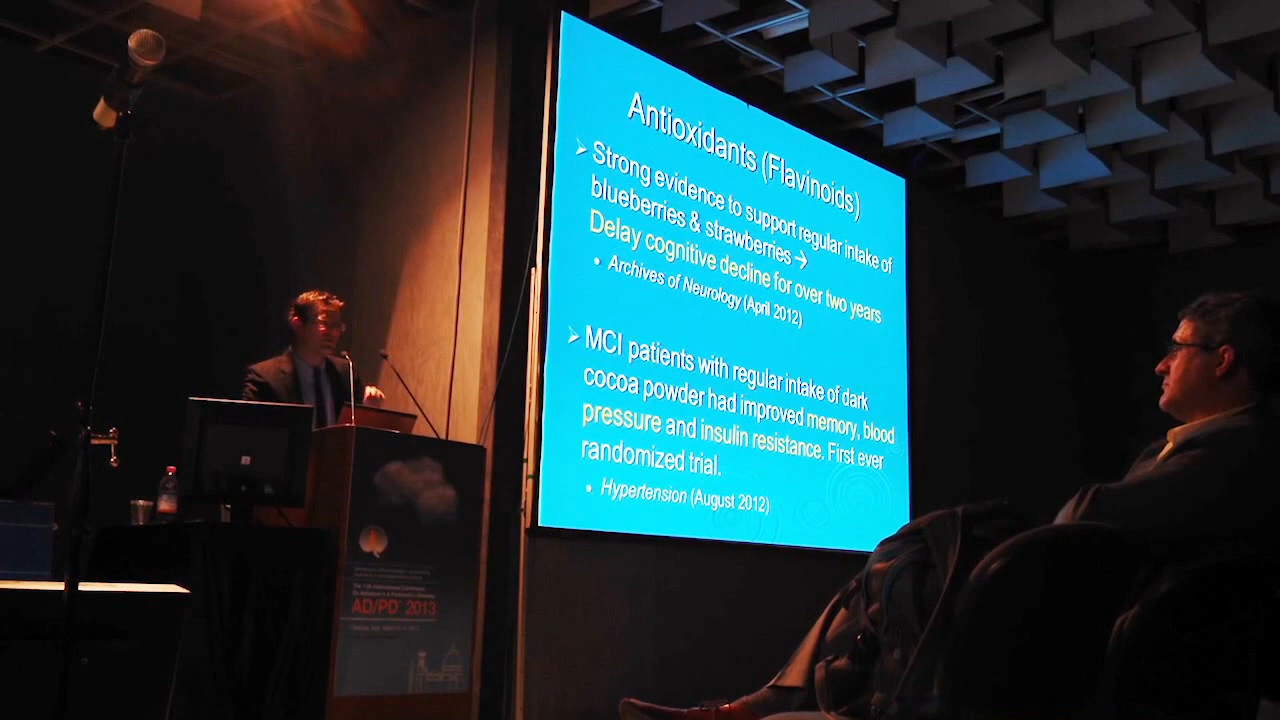 Antioxidants (Flavinoids)
➢ Strong evidence to support regular intake of
blueberries & strawberries →
Delay cognitive decline for over two years
• Archives of Neurology (April 2012)
➢ MCI patients with regular intake of dark
cocoa powder had improved memory, blood
pressure and insulin resistance. First ever
randomized trial.
• Hypertension (August 2012)
AD/PD™ 2013